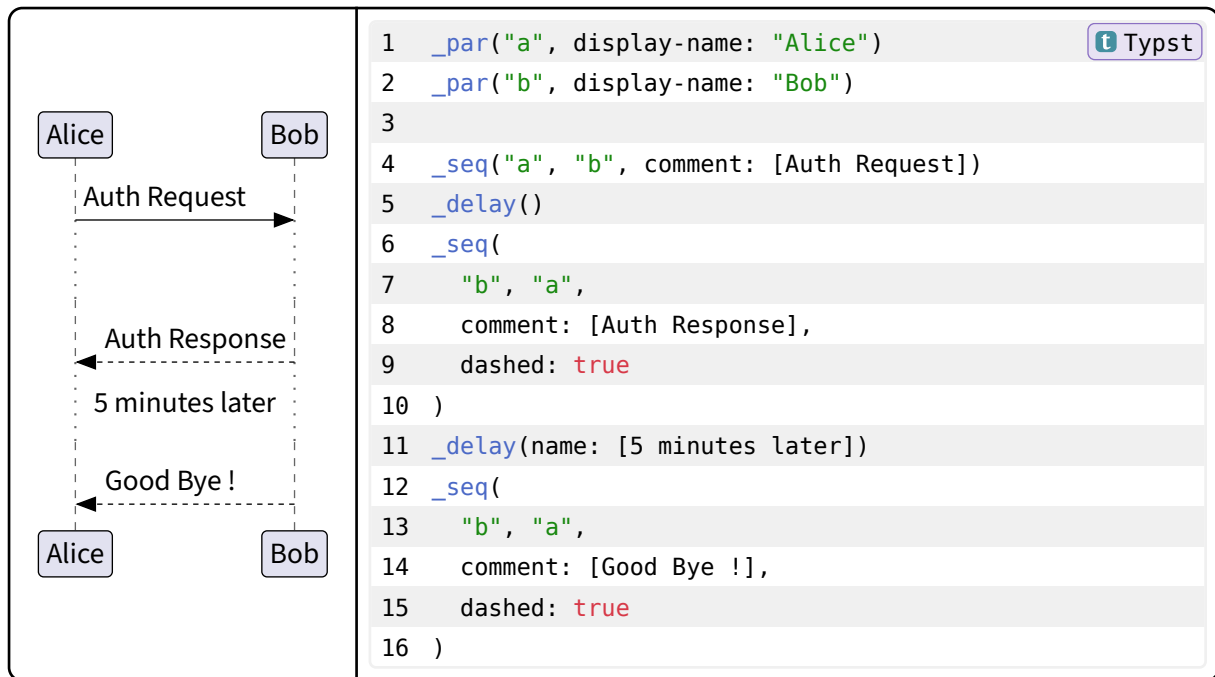 Alice Bob
Auth Request
Auth Response
5 minutes later
Good Bye !
Alice Bob
1 _par("a", display-name: "Alice")
Typst
2 _par("b", display-name: "Bob")
3
4 _seq("a", "b", comment: [Auth Request])
5 _delay()
6 _seq(
7   "b", "a",
8   comment: [Auth Response],
9   dashed: true
10 )
11 _delay(name: [5 minutes later])
12 _seq(
13   "b", "a",
14   comment: [Good Bye !],
15   dashed: true
16 )